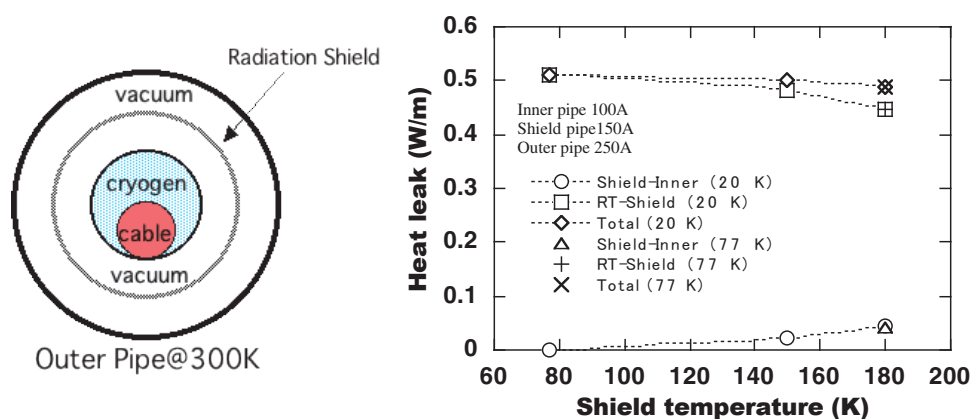 Radiation Shield
vacuum
cryogen
cable
vacuum
Outer Pipe@300K
Heat leak (W/m)
0.6
0.5
0.4
0.3
0.2
0.1
0
Inner pipe 100A
Shield pipe150A
Outer pipe 250A
Shield-Inner (20 K)
RT-Shield (20 K)
Total (20 K)
Shield-Inner (77 K)
RT-Shield (77 K)
Total (77 K)
60 80 100 120 140 160 180 200
Shield temperature (K)